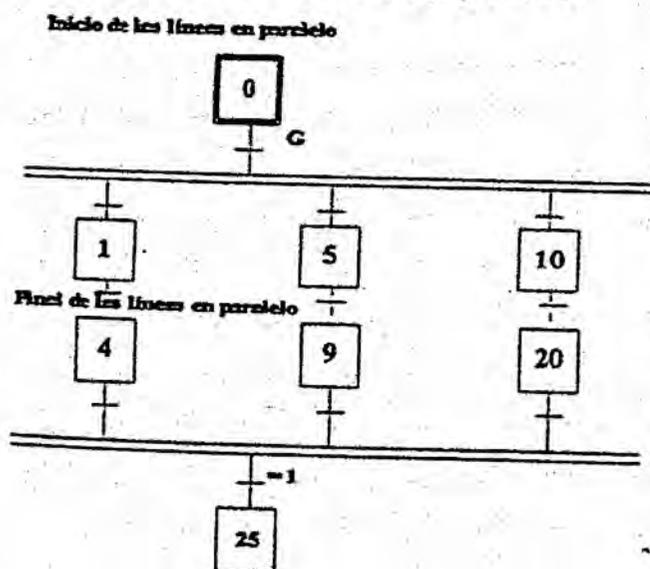 Inicio de las líneas en paralelo
0
G
1 5 10
Final de las líneas en paralelo
4 9 20
=1
25